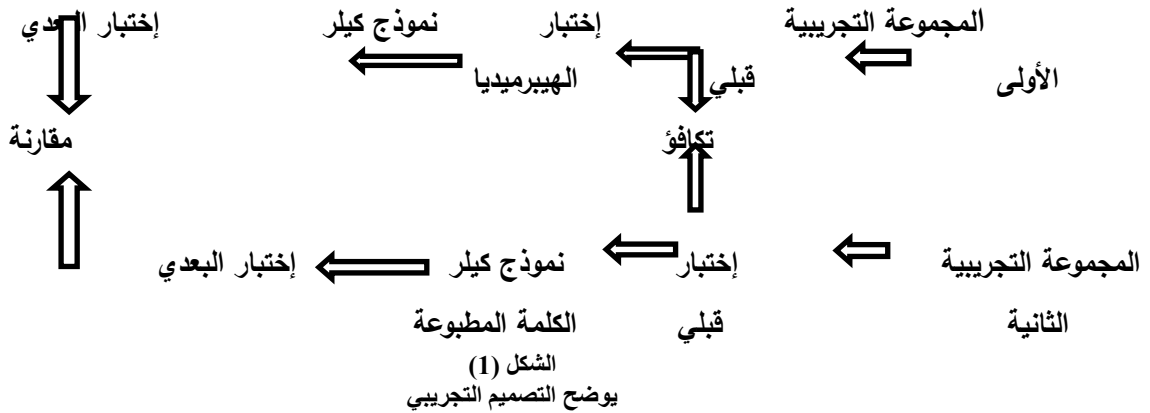 المجموعة التجريبية إختبار نموذج كيلر إختبار البعدي
الأولى قبلي الهيبرميديا
تكافؤ مقارنة
المجموعة التجريبية إختبار نموذج كيلر إختبار البعدي
الثانية قبلي الكلمة المطبوعة
الشكل (1)
يوضح التصميم التجريبي